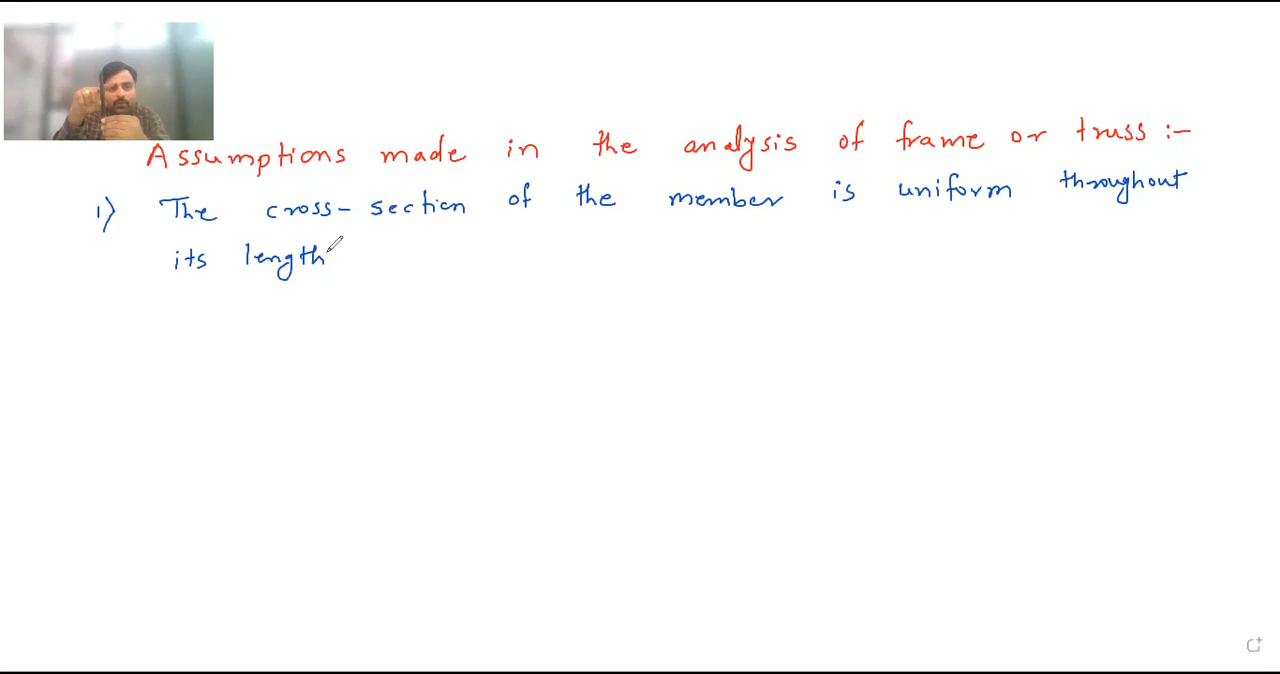 Assumptions made in the analysis of frame or truss :-
1) The cross-section of the member is uniform throughout
its length